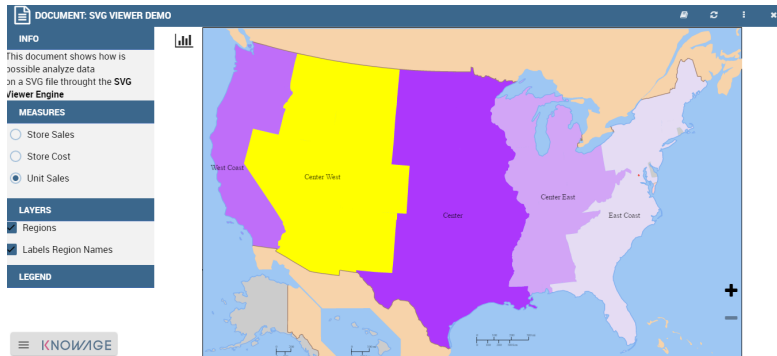 DOCUMENT: SVG VIEWER DEMO
INFO
This document shows how is
possible analyze data
on a SVG file throught the SVG
Viewer Engine
MEASURES
Store Sales
Store Cost
Unit Sales
LAYERS
Regions
Labels Region Names
LEGEND
KNOWAGE
West Coast
Center West
Center
Center East
East Coast